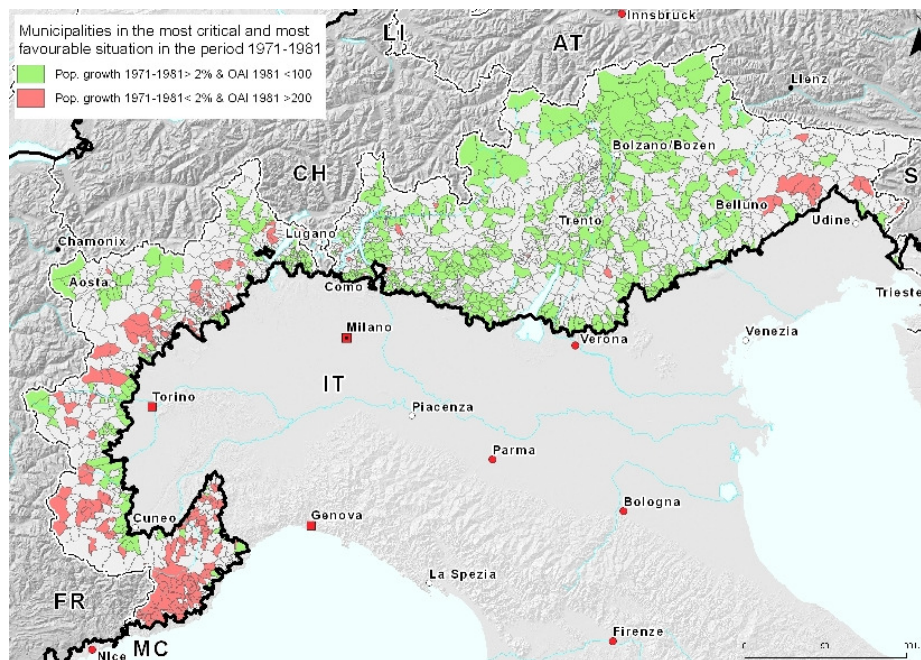 Municipalities in the most critical and most
favourable situation in the period 1971-1981
Pop. growth 1971-1981> 2% & OAI 1981 <100
Pop. growth 1971-1981< 2% & OAI 1981 >200
Innsbruck
LI
AT
Lienz
Bolzano/Bozen
CH
S
Belluno
Lugano
Trento
Udine
Chamonix
Aosta
Como
Trieste
Milano
Venezia
Verona
IT
Torino
Piacenza
Parma
Bologna
Cuneo
Genova
La Spezia
FR
Firenze
MC
Nice